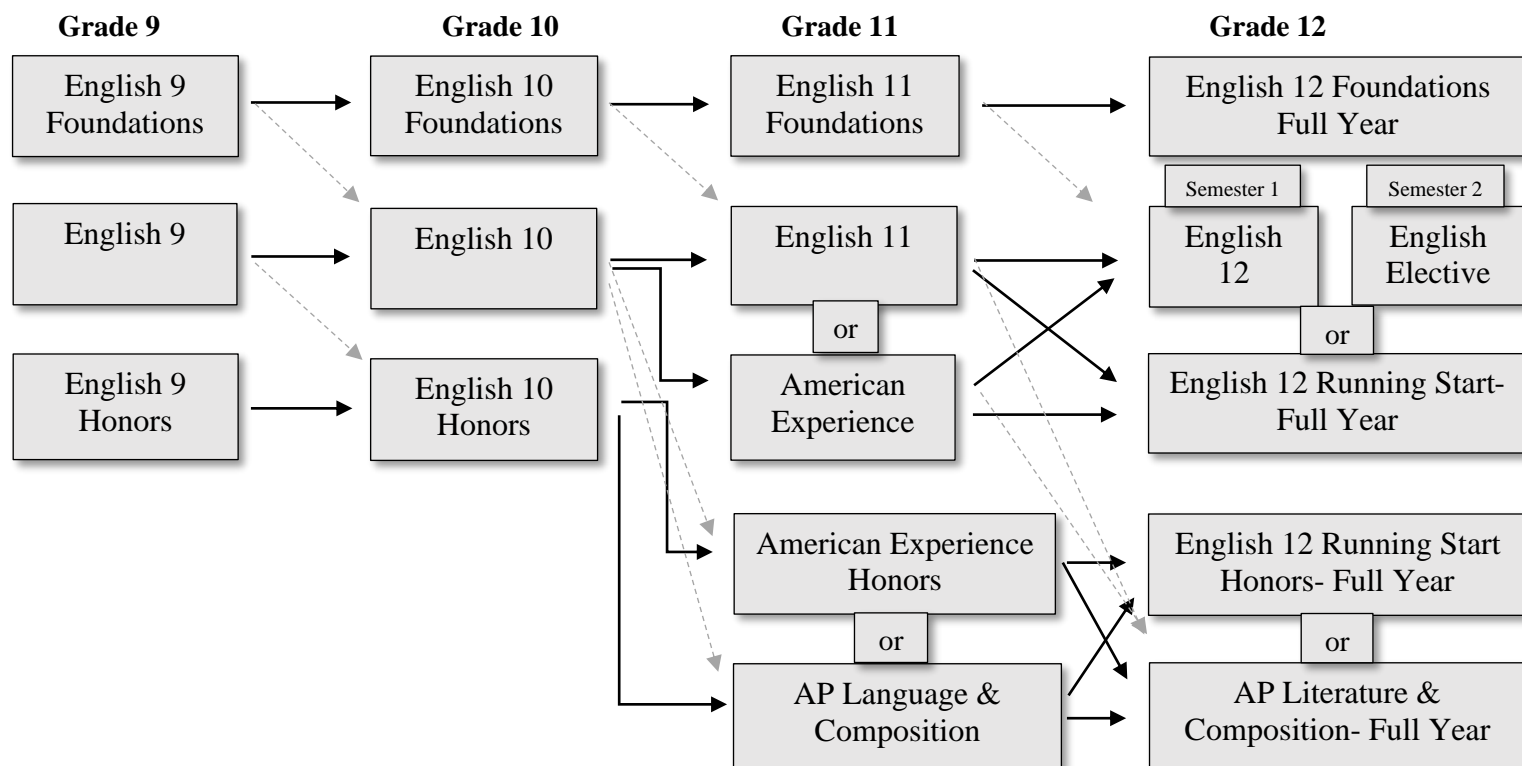 Grade 9
Grade 10
Grade 11
Grade 12
English 9
Foundations
English 10
Foundations
English 11
Foundations
English 12 Foundations
Full Year
Semester 1
Semester 2
English 9
English 10
English 11
English
12
English
Elective
or
or
English 9
Honors
English 10
Honors
American
Experience
English 12 Running Start-
Full Year
American Experience
Honors
English 12 Running Start
Honors- Full Year
or
or
AP Language &
Composition
AP Literature &
Composition- Full Year